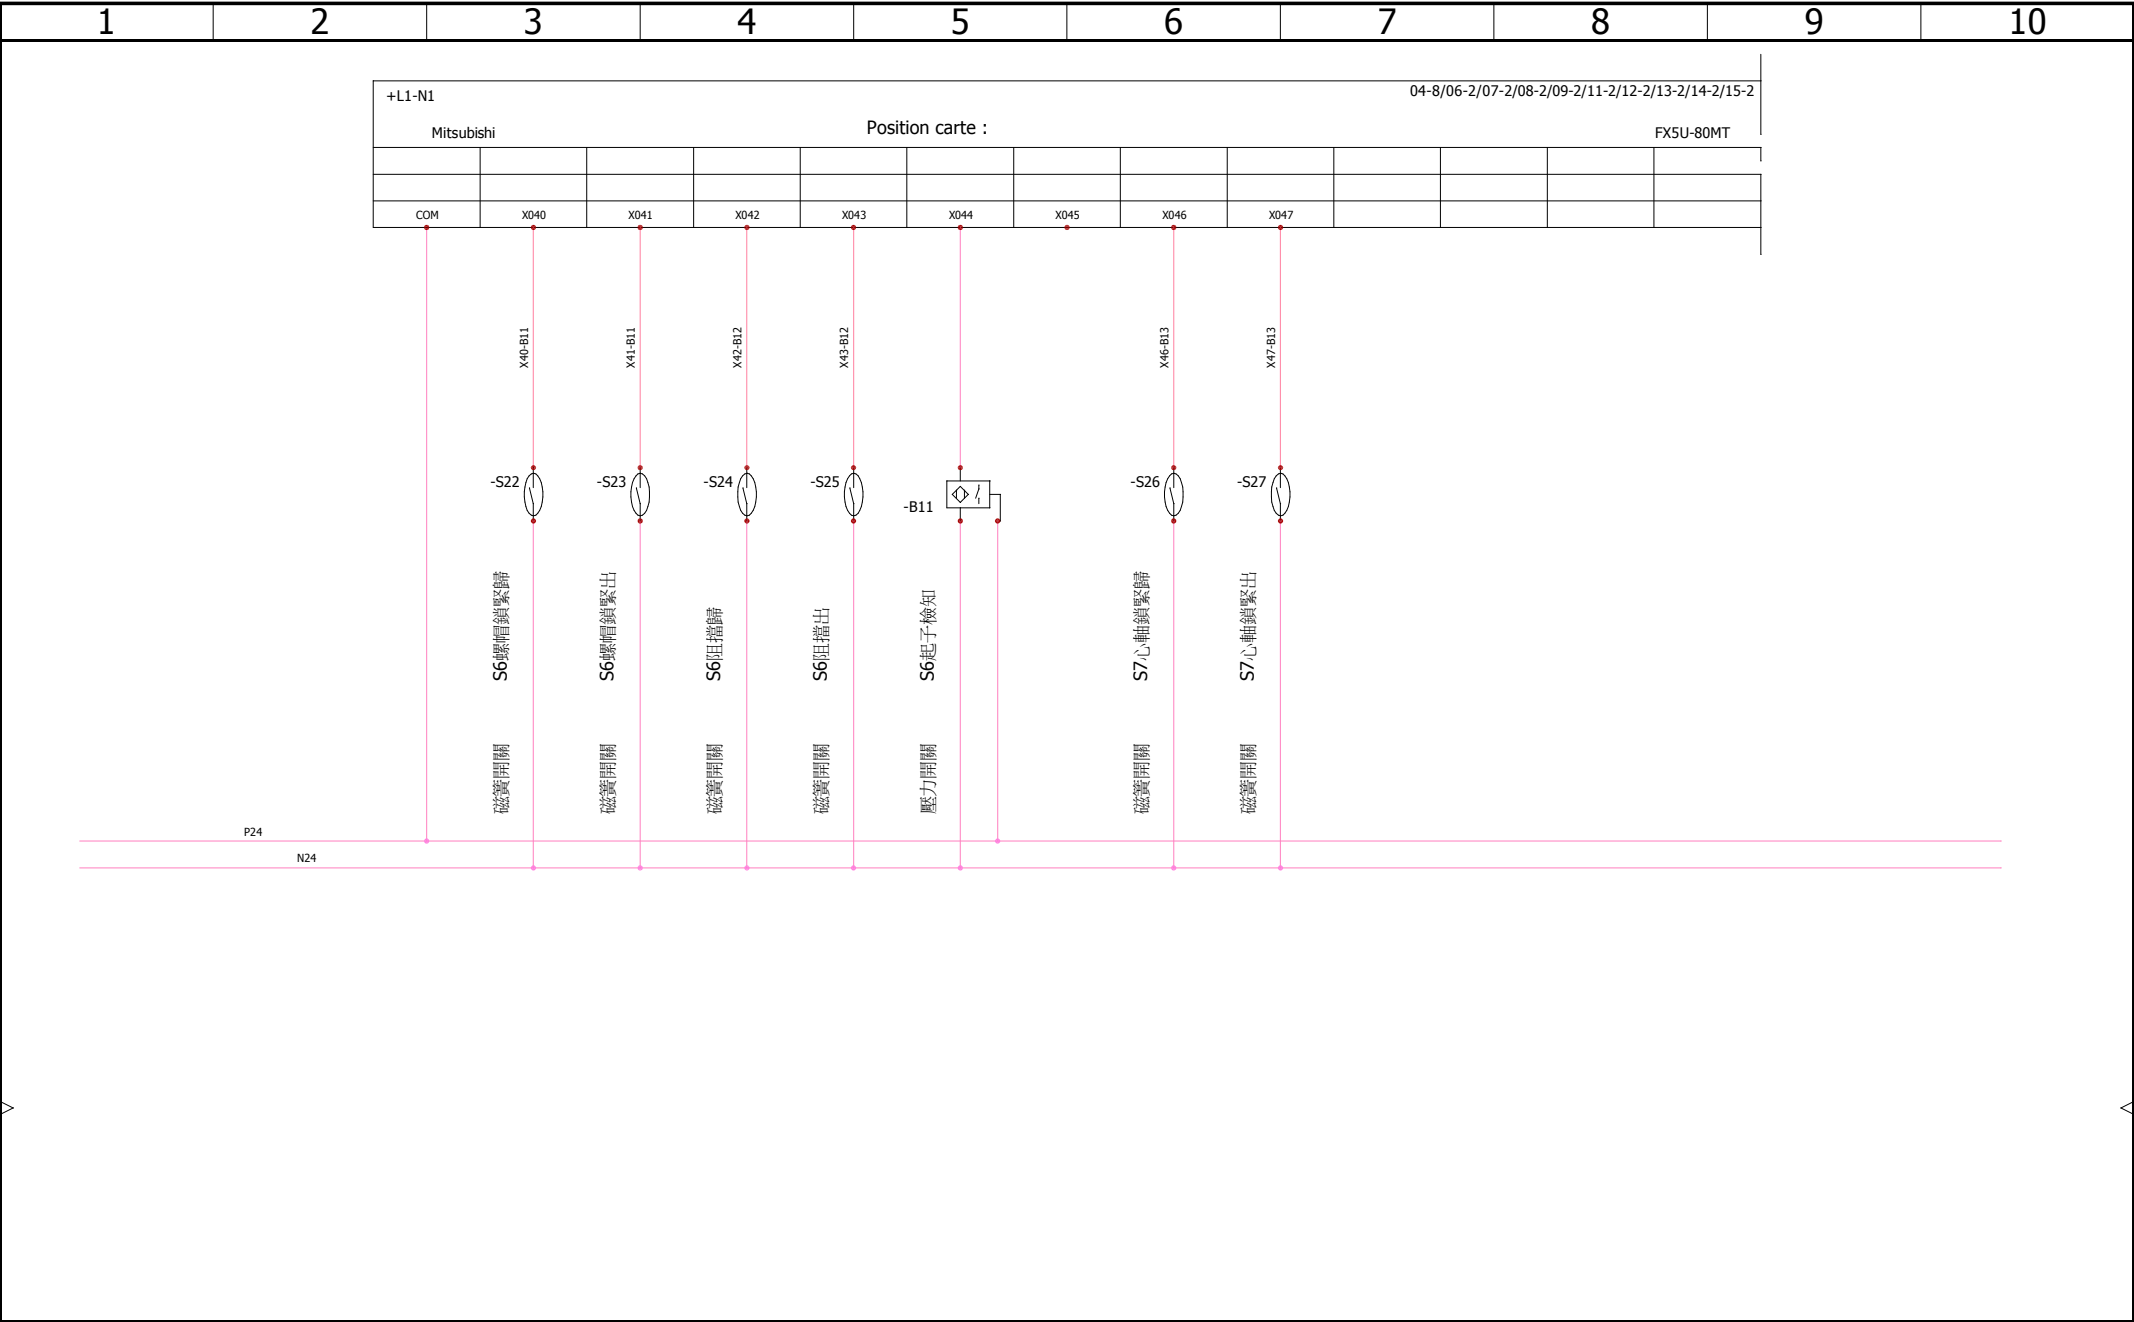 1 2 3 4 5 6 7 8 9 10
+L1-N1 04-8/06-2/07-2/08-2/09-2/11-2/12-2/13-2/14-2/15-2
Mitsubishi Position carte : FX5U-80MT
COM X040 X041 X042 X043 X044 X045 X046 X047
X40-B11
X41-B11
X42-B12
X43-B12
X46-B13
X47-B13
-S22 -S23 -S24 -S25 -B11 -S26 -S27
S6螺帽鎖緊歸
S6螺帽鎖緊出
S6阻擋歸
S6阻擋出
S6起子檢知
S7心軸鎖緊歸
S7心軸鎖緊出
磁簧開關
磁簧開關
磁簧開關
磁簧開關
壓力開關
磁簧開關
磁簧開關
P24
N24